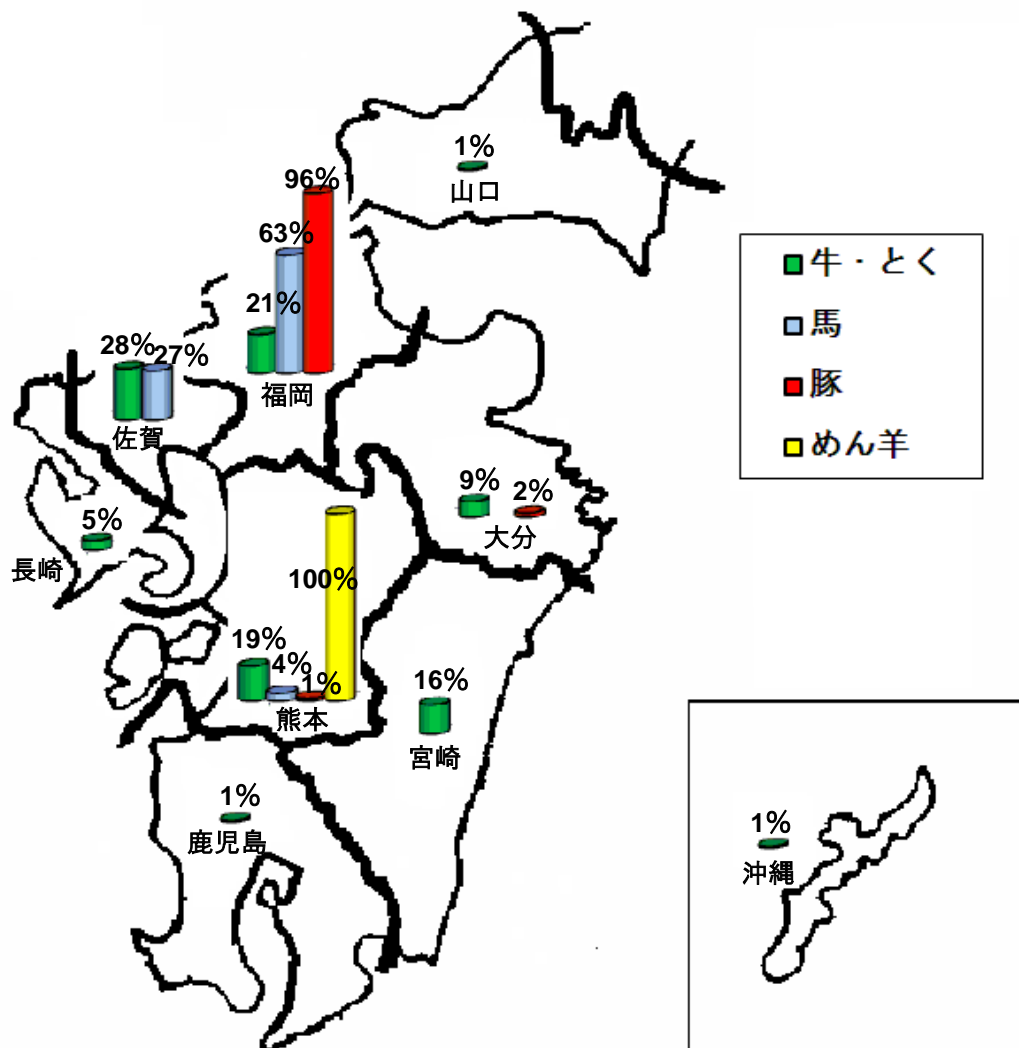 1%
山口
96%
63%
21%
福岡
28%
27%
佐賀
牛・とく
馬
豚
めん羊
9%
2%
大分
5%
長崎
100%
19%
4%
1%
熊本
16%
宮崎
1%
鹿児島
1%
沖縄